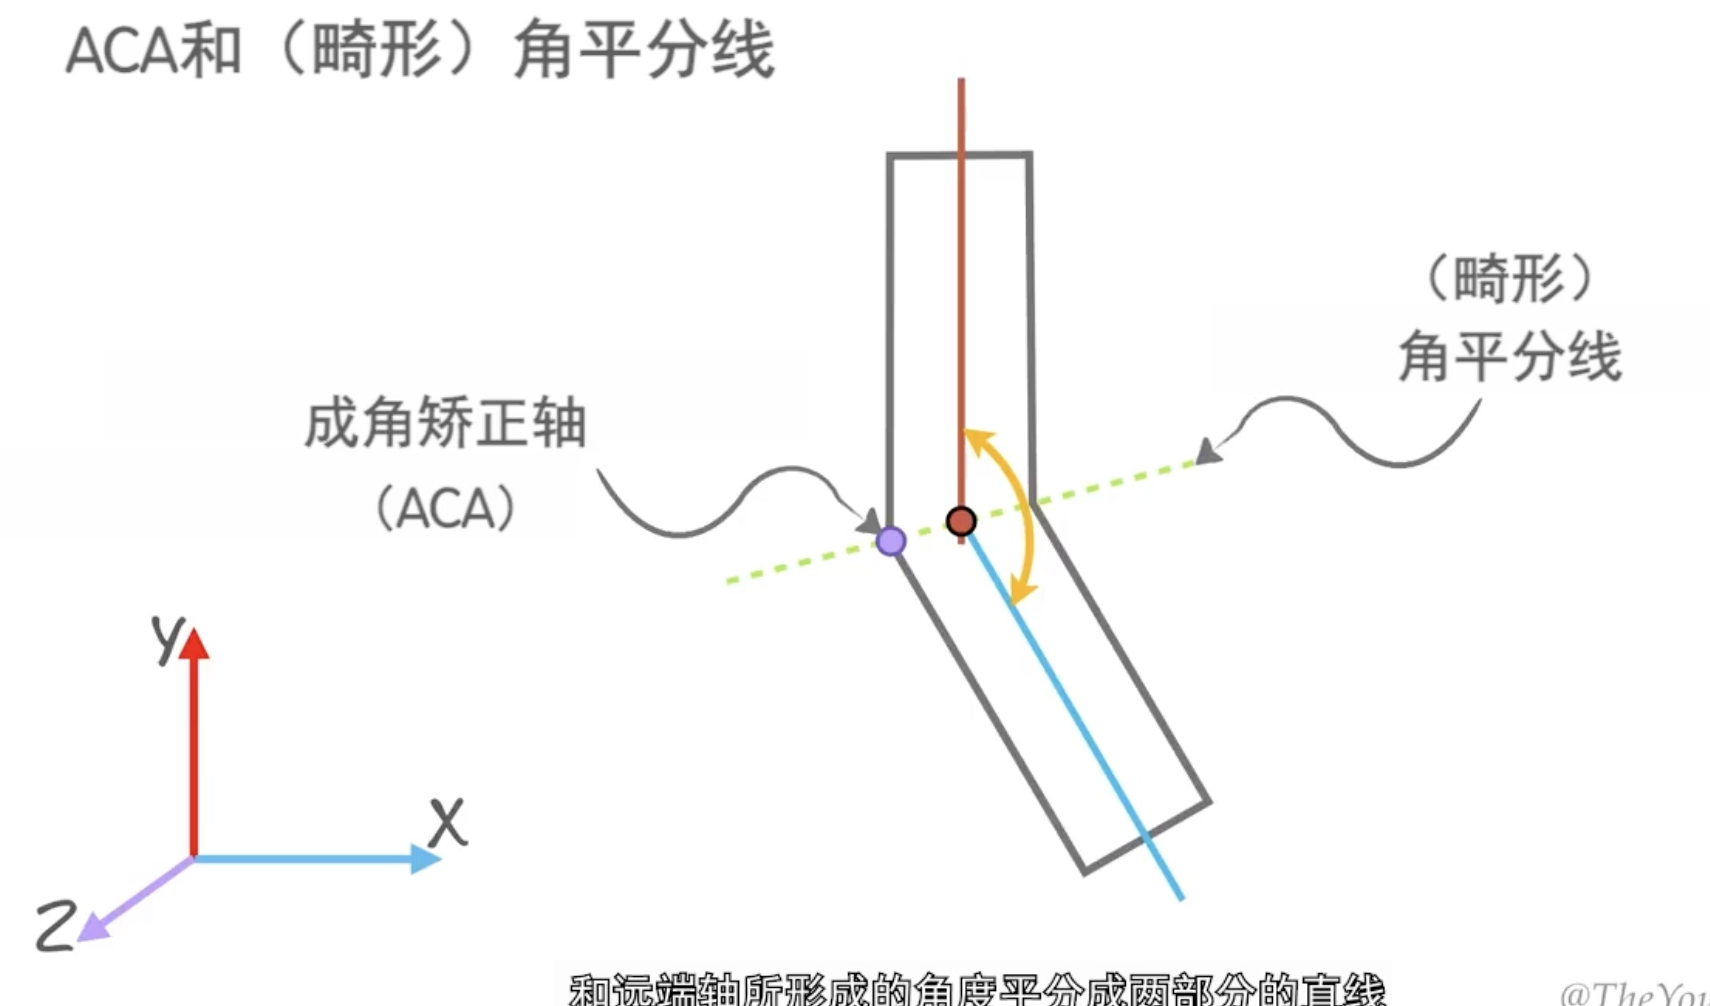 ACA和（畸形）角平分线
（畸形）
角平分线
成角矫正轴
（ACA）
Y
X
Z
和远端轴所形成的角度平分成两部分的直线
@TheYou